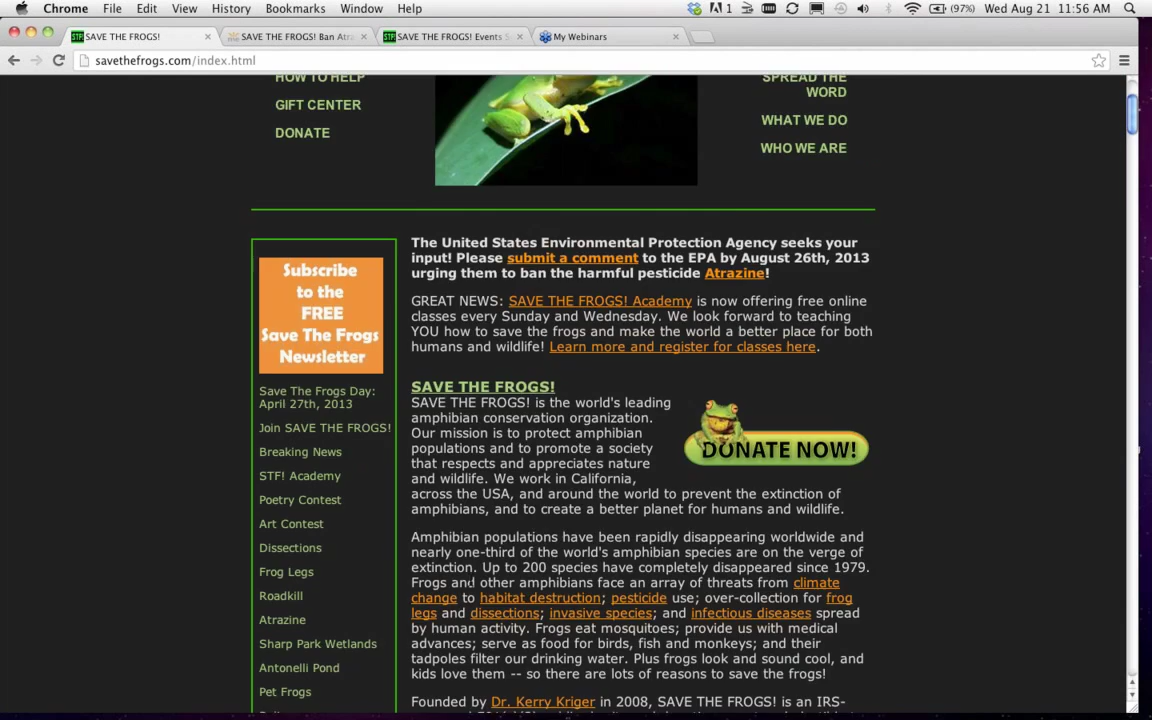 Chrome File Edit View History Bookmarks Window Help
1 (97%) Wed Aug 21 11:56 AM
SAVE THE FROGS!
SAVE THE FROGS! Ban Atra
SAVE THE FROGS! Events S
My Webinars
savethefrogs.com/index.html
HOW TO HELP
GIFT CENTER
DONATE
SPREAD THE
WORD
WHAT WE DO
WHO WE ARE
Subscribe
to the
FREE
Save The Frogs
Newsletter
Save The Frogs Day:
April 27th, 2013
Join SAVE THE FROGS!
Breaking News
STF! Academy
Poetry Contest
Art Contest
Dissections
Frog Legs
Roadkill
Atrazine
Sharp Park Wetlands
Antonelli Pond
Pet Frogs
The United States Environmental Protection Agency seeks your
input! Please submit a comment to the EPA by August 26th, 2013
urging them to ban the harmful pesticide Atrazine!
GREAT NEWS: SAVE THE FROGS! Academy is now offering free online
classes every Sunday and Wednesday. We look forward to teaching
YOU how to save the frogs and make the world a better place for both
humans and wildlife! Learn more and register for classes here.
SAVE THE FROGS!
SAVE THE FROGS! is the world's leading
amphibian conservation organization.
Our mission is to protect amphibian
populations and to promote a society
that respects and appreciates nature
and wildlife. We work in California,
across the USA, and around the world to prevent the extinction of
amphibians, and to create a better planet for humans and wildlife.
DONATE NOW!
Amphibian populations have been rapidly disappearing worldwide and
nearly one-third of the world's amphibian species are on the verge of
extinction. Up to 200 species have completely disappeared since 1979.
Frogs and other amphibians face an array of threats from climate
change to habitat destruction; pesticide use; over-collection for frog
legs and dissections; invasive species; and infectious diseases spread
by human activity. Frogs eat mosquitoes; provide us with medical
advances; serve as food for birds, fish and monkeys; and their
tadpoles filter our drinking water. Plus frogs look and sound cool, and
kids love them -- so there are lots of reasons to save the frogs!
Founded by Dr. Kerry Kriger in 2008, SAVE THE FROGS! is an IRS-